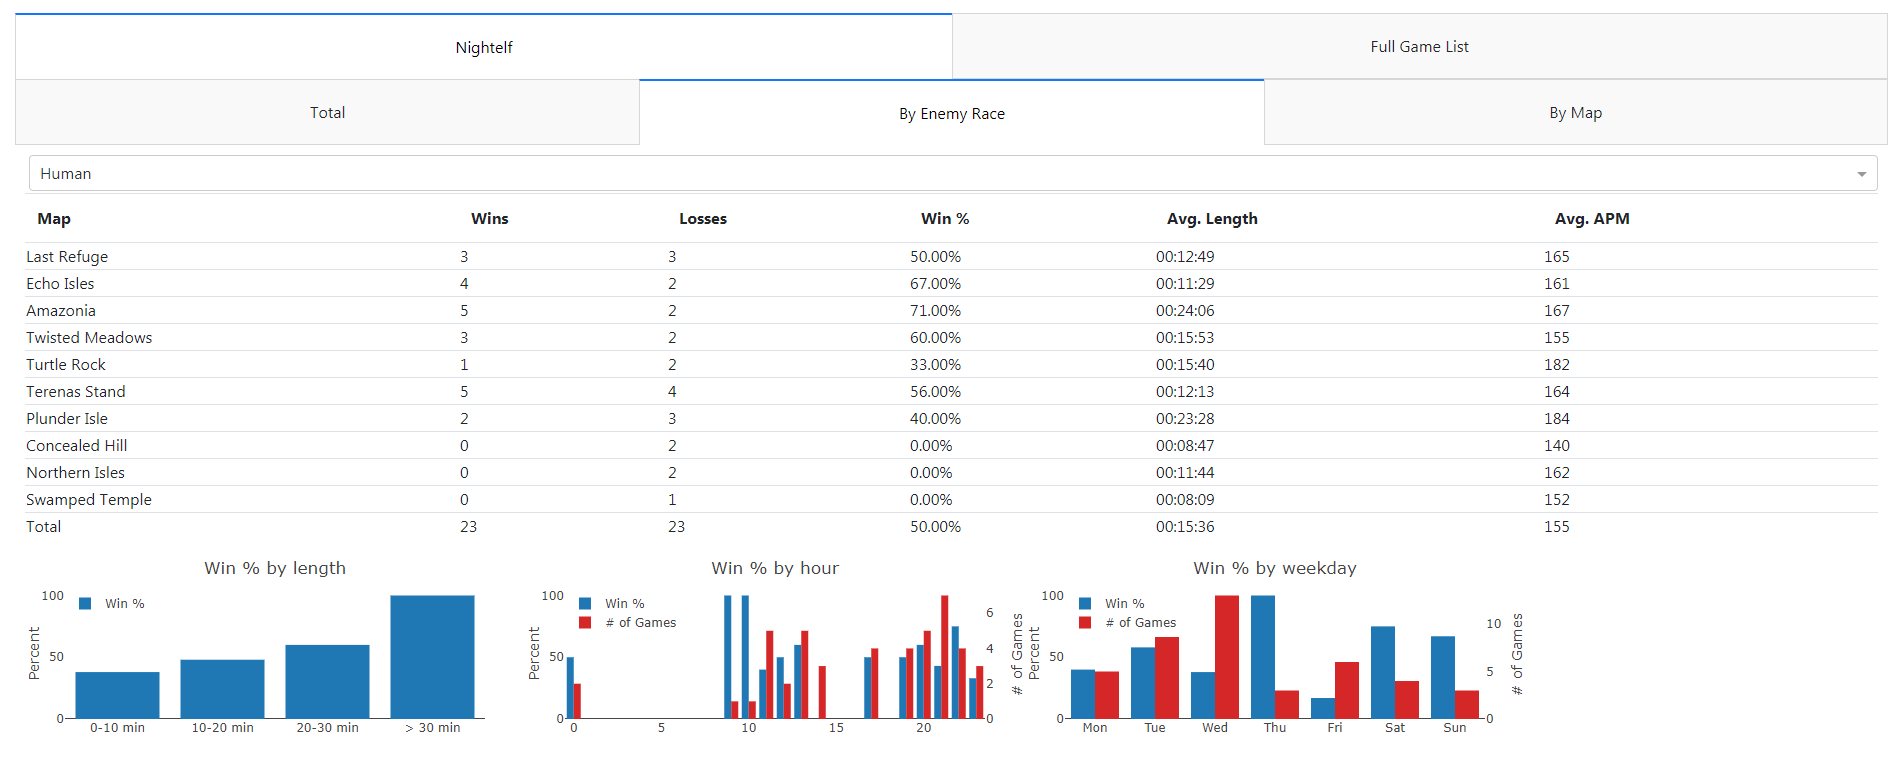 Nightelf Full Game List
Total By Enemy Race By Map
Human
Map Wins Losses Win % Avg. Length Avg. APM
Last Refuge 3 3 50.00% 00:12:49 165
Echo Isles 4 2 67.00% 00:11:29 161
Amazonia 5 2 71.00% 00:24:06 167
Twisted Meadows 3 2 60.00% 00:15:53 155
Turtle Rock 1 2 33.00% 00:15:40 182
Terenas Stand 5 4 56.00% 00:12:13 164
Plunder Isle 2 3 40.00% 00:23:28 184
Concealed Hill 0 2 0.00% 00:08:47 140
Northern Isles 0 2 0.00% 00:11:44 162
Swamped Temple 0 1 0.00% 00:08:09 152
Total 23 23 50.00% 00:15:36 155
Win % by length
100
50
0
Percent
Win %
0-10 min 10-20 min 20-30 min > 30 min
Win % by hour
100
50
0
Percent
Win %
# of Games
6
4
2
0
# of Games
0 5 10 15 20
Win % by weekday
100
50
0
Percent
Win %
# of Games
10
5
0
# of Games
Mon Tue Wed Thu Fri Sat Sun